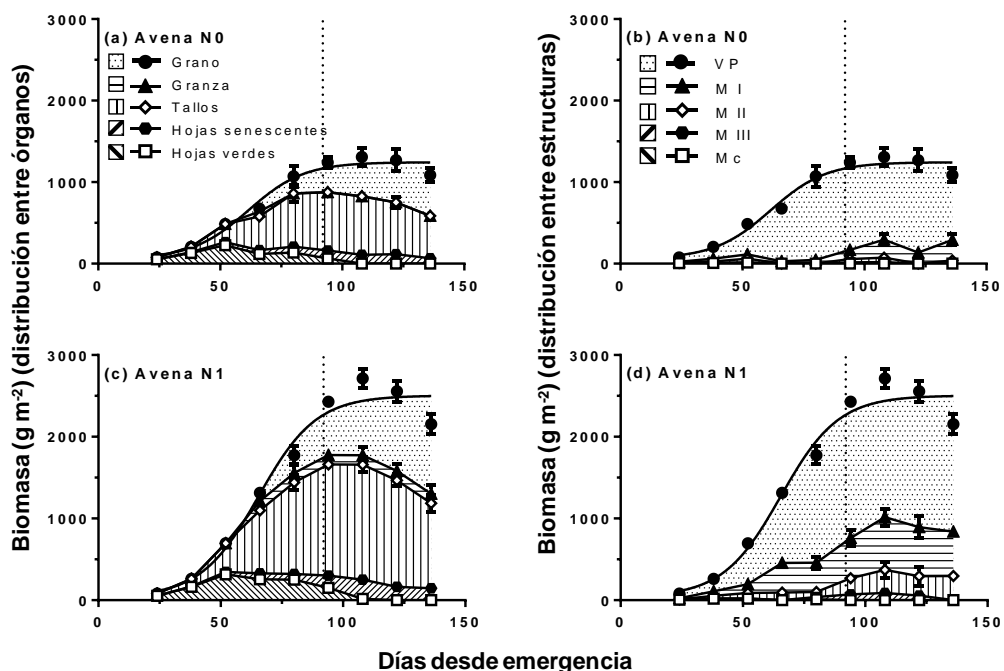 3000
2000
1000
0
(a) Avena N0
Grano
Granza
Tallos
Hojas senescentes
Hojas verdes
0 50 100 150
3000
2000
1000
0
(b) Avena N0
VP
M I
M II
M III
Mc
0 50 100 150
3000
2000
1000
0
(c) Avena N1
0 50 100 150
3000
2000
1000
0
(d) Avena N1
0 50 100 150
Biomasa (g m-2) (distribución entre órganos)
Biomasa (g m-2) (distribución entre estructuras)
Días desde emergencia